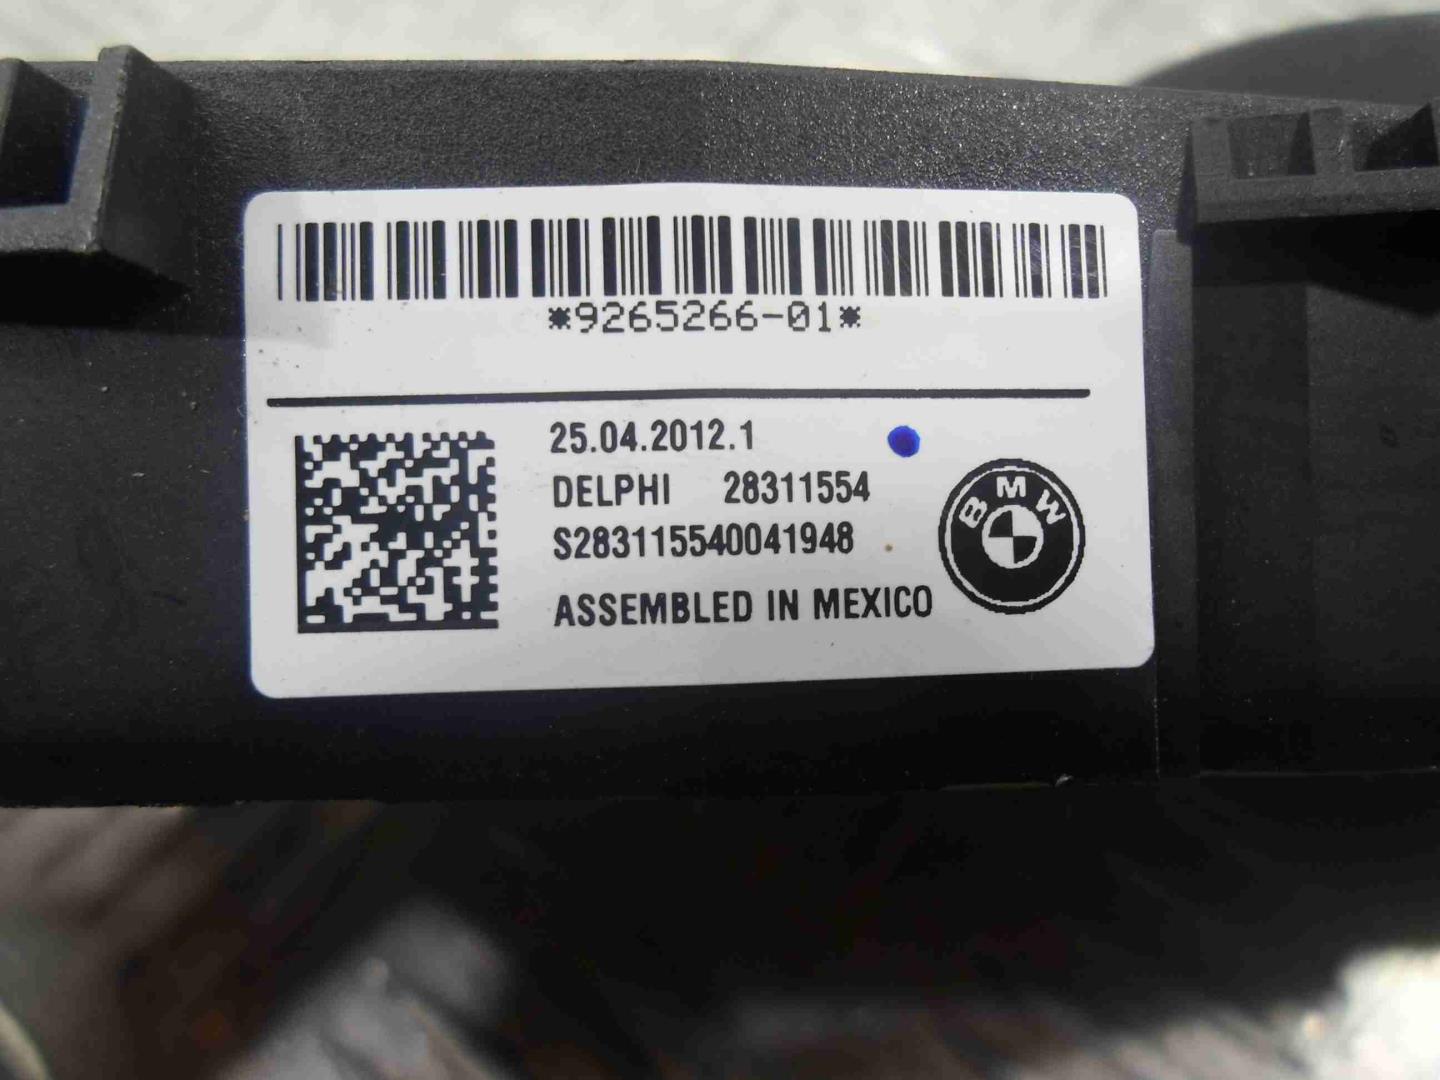 *9265266-01*
25.04.2012.1
DELPHI 28311554
S283115540041948
BMW
ASSEMBLED IN MEXICO